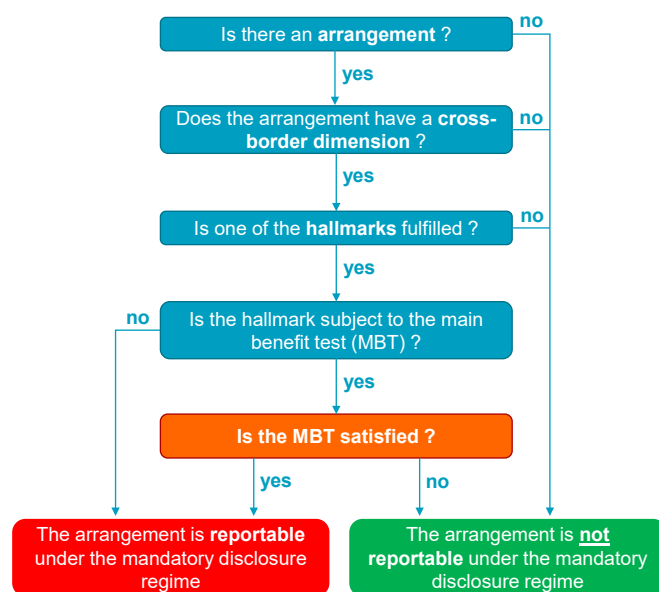 Is there an arrangement ?
no
yes
Does the arrangement have a cross-
border dimension ?
no
yes
Is one of the hallmarks fulfilled ?
no
yes
no
Is the hallmark subject to the main
benefit test (MBT) ?
yes
Is the MBT satisfied ?
yes
no
The arrangement is reportable
under the mandatory disclosure
regime
The arrangement is not
reportable under the mandatory
disclosure regime